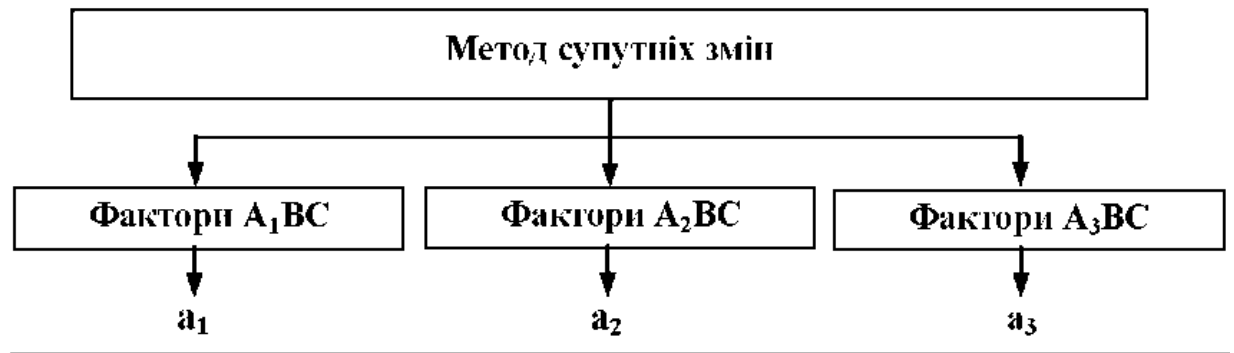 Метод супутніх змін
Фактори A₁BC
Фактори A₂BC
Фактори A₃BC
a₁
a₂
a₃